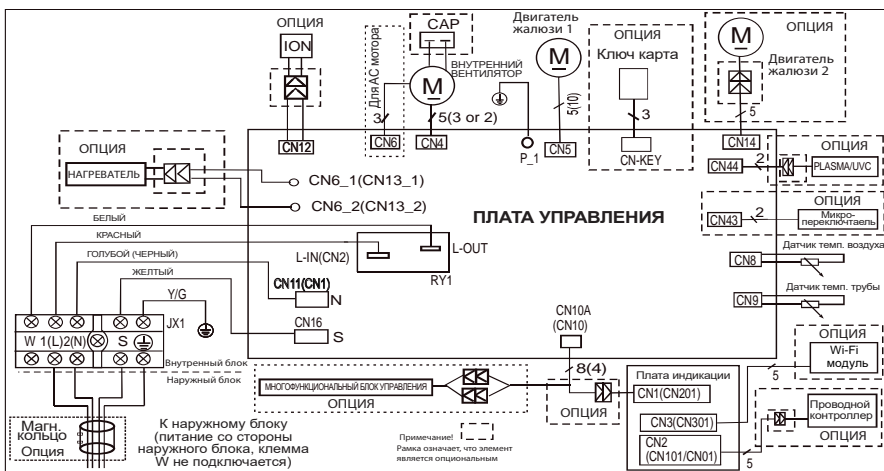 ОПЦИЯ
ION
CN12
Для АС мотора
3
CN6
ОПЦИЯ
CAP
ВНУТРЕННИЙ
ВЕНТИЛЯТОР
M
5(3 or 2)
CN4
P_1
Двигатель
жалюзи 1
M
5(10)
CN5
ОПЦИЯ
Ключ карта
3
CN-KEY
ОПЦИЯ
M
Двигатель
жалюзи 2
5
CN14
ОПЦИЯ
CN44
2
PLASMA/UVC
ОПЦИЯ
CN43
2
Микро-
переключтаель
Датчик темп. воздуха
CN8
Датчик темп. трубы
CN9
ОПЦИЯ
НАГРЕВАТЕЛЬ
CN6_1(CN13_1)
CN6_2(CN13_2)
ПЛАТА УПРАВЛЕНИЯ
БЕЛЫЙ
КРАСНЫЙ
ГОЛУБОЙ (ЧЕРНЫЙ)
ЖЕЛТЫЙ
Y/G
L-IN(CN2)
L-OUT
RY1
CN11(CN1)
N
CN16
S
JX1
W 1(L)2(N) S
Внутренный блок
Наружный блок
Магн.
кольцо
Опция
К наружному блоку
(питание со стороны
наружного блока, клемма
W не подключается)
CN10A
(CN10)
8(4)
МНОГОФУНКЦИОНАЛЬНЫЙ БЛОК УПРАВЛЕНИЯ
ОПЦИЯ
ОПЦИЯ
Примечание!
Рамка означает, что элемент
является опциональным
Плата индикации
CN1(CN201)
CN3(CN301)
CN2
(CN101/CN01)
5
5
ОПЦИЯ
Wi-Fi
модуль
Проводной
контроллер
ОПЦИЯ